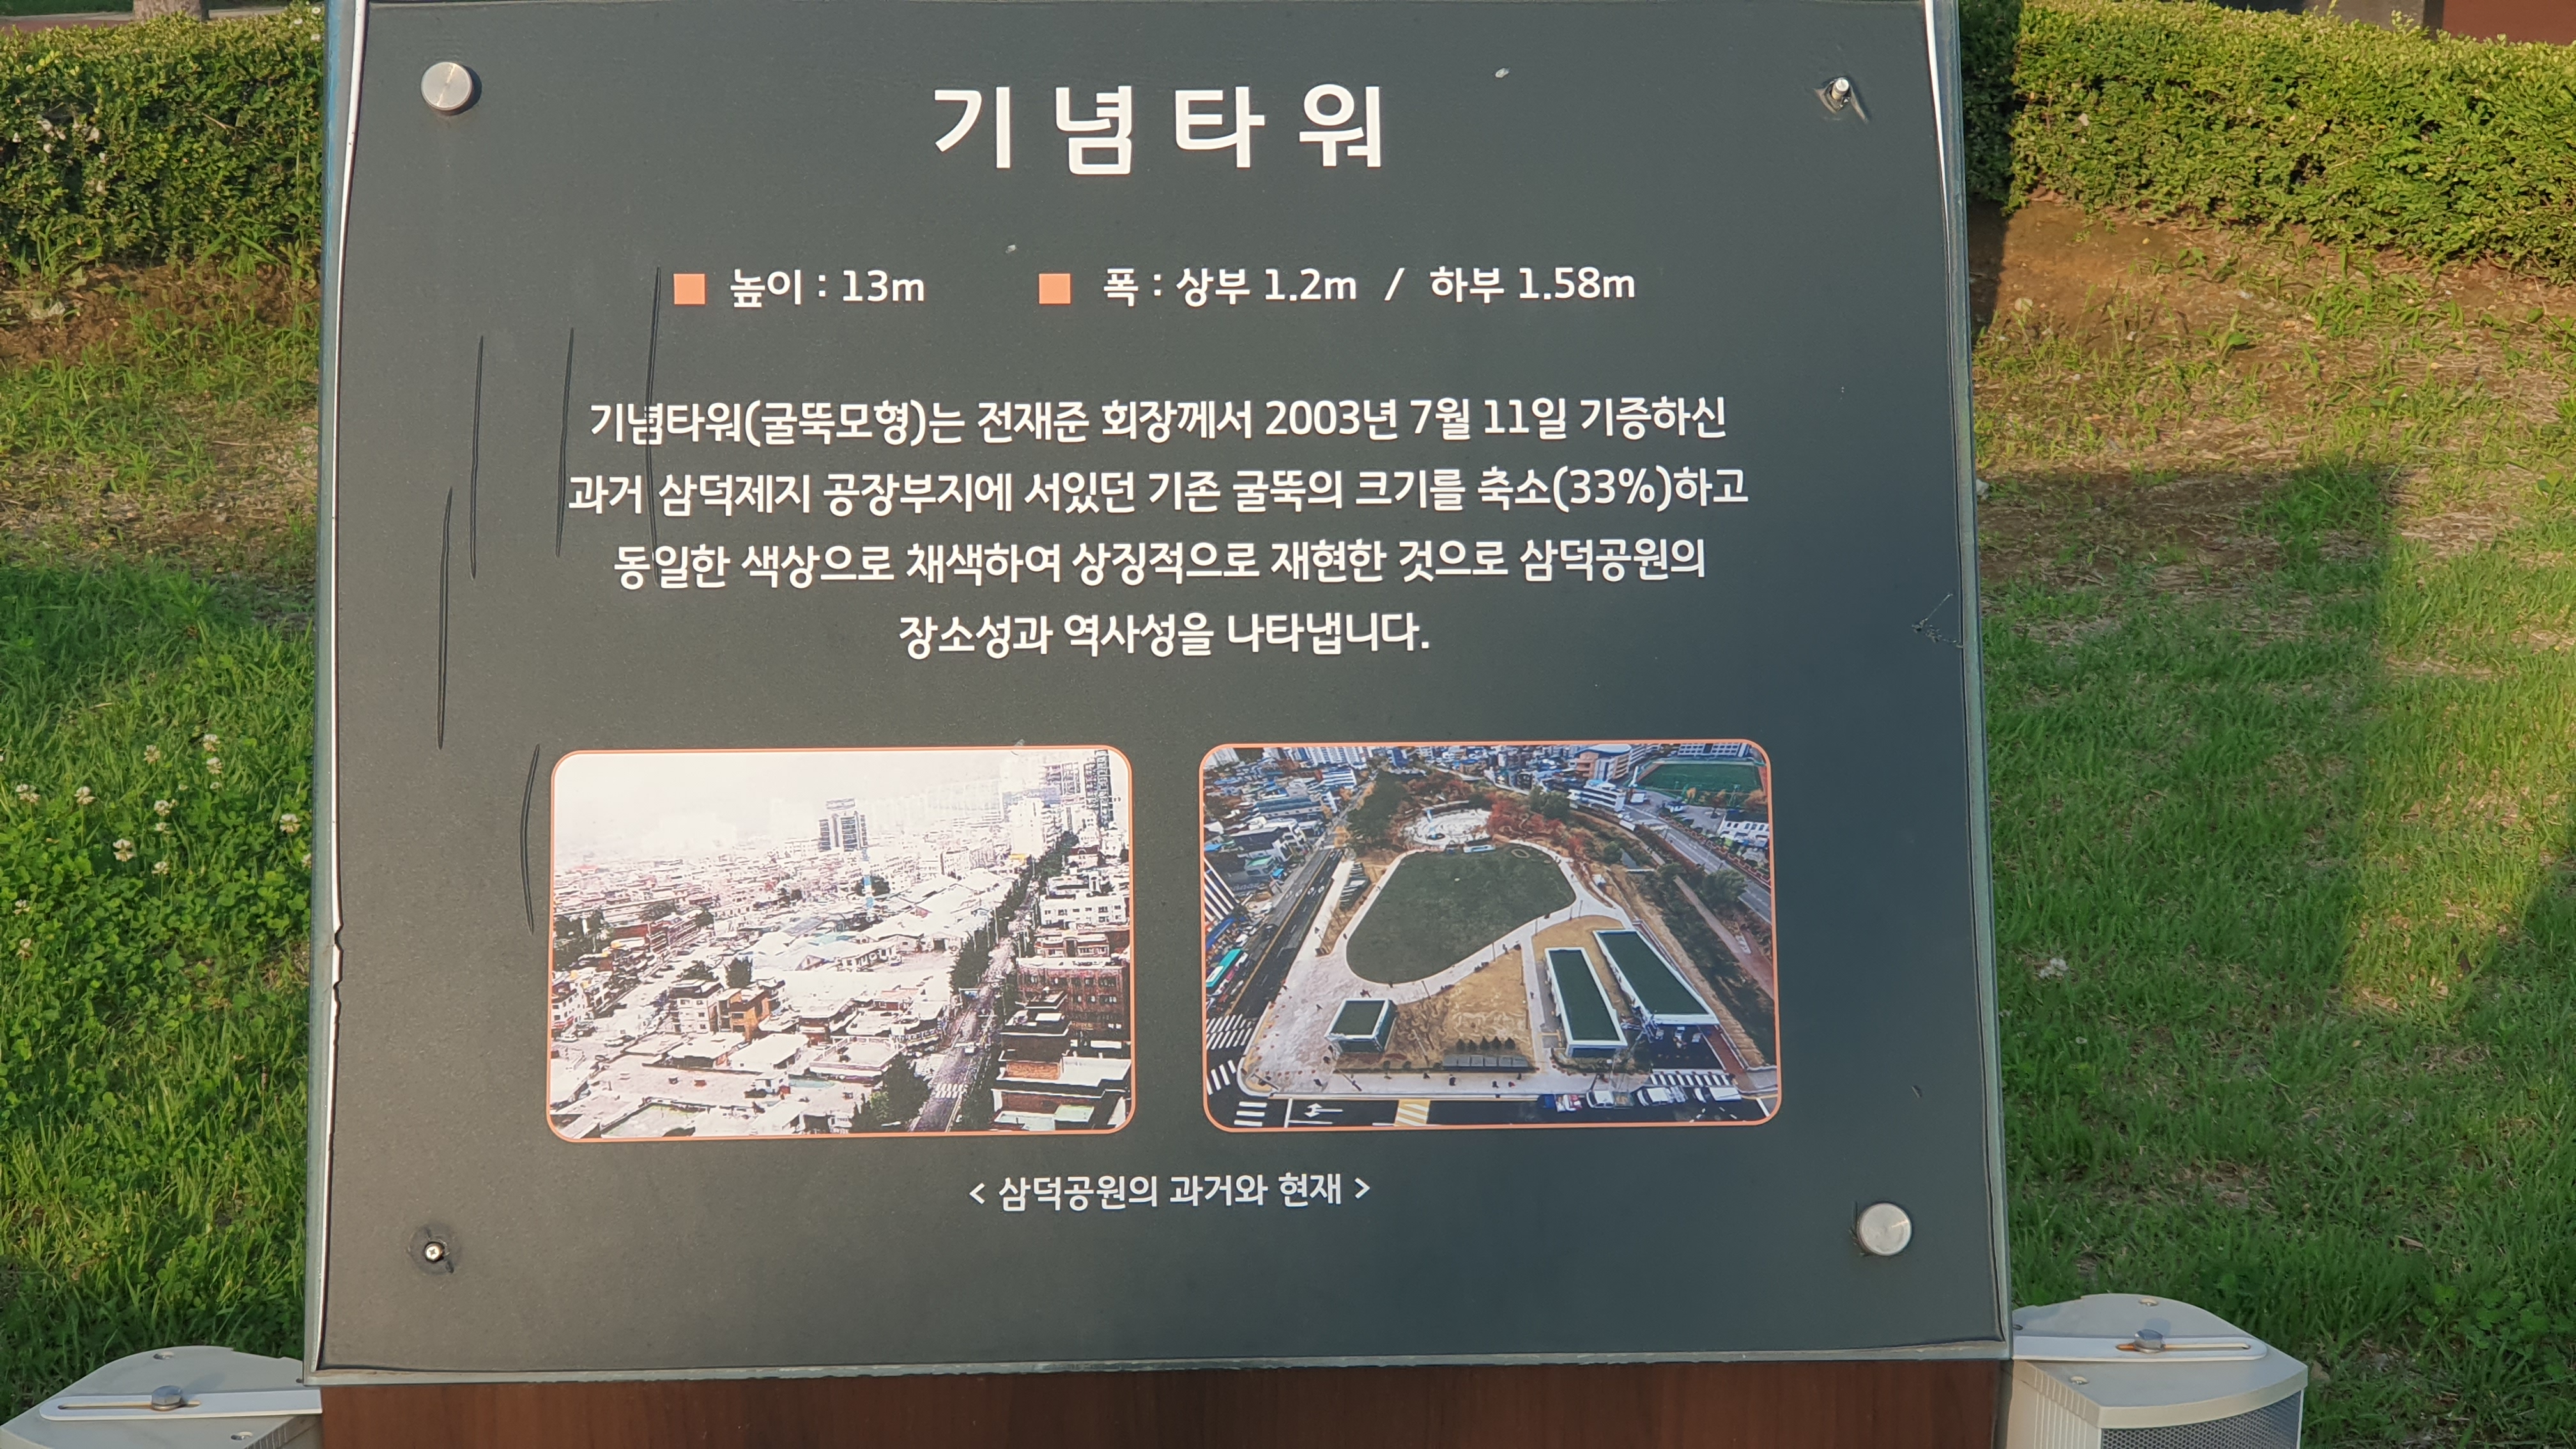 기념타워
■ 높이 : 13m ■ 폭 : 상부 1.2m / 하부 1.58m
기념타워(굴뚝모형)는 전재준 회장께서 2003년 7월 11일 기증하신
과거 삼덕제지 공장부지에 서있던 기존 굴뚝의 크기를 축소(33%)하고
동일한 색상으로 채색하여 상징적으로 재현한 것으로 삼덕공원의
장소성과 역사성을 나타냅니다.
< 삼덕공원의 과거와 현재 >